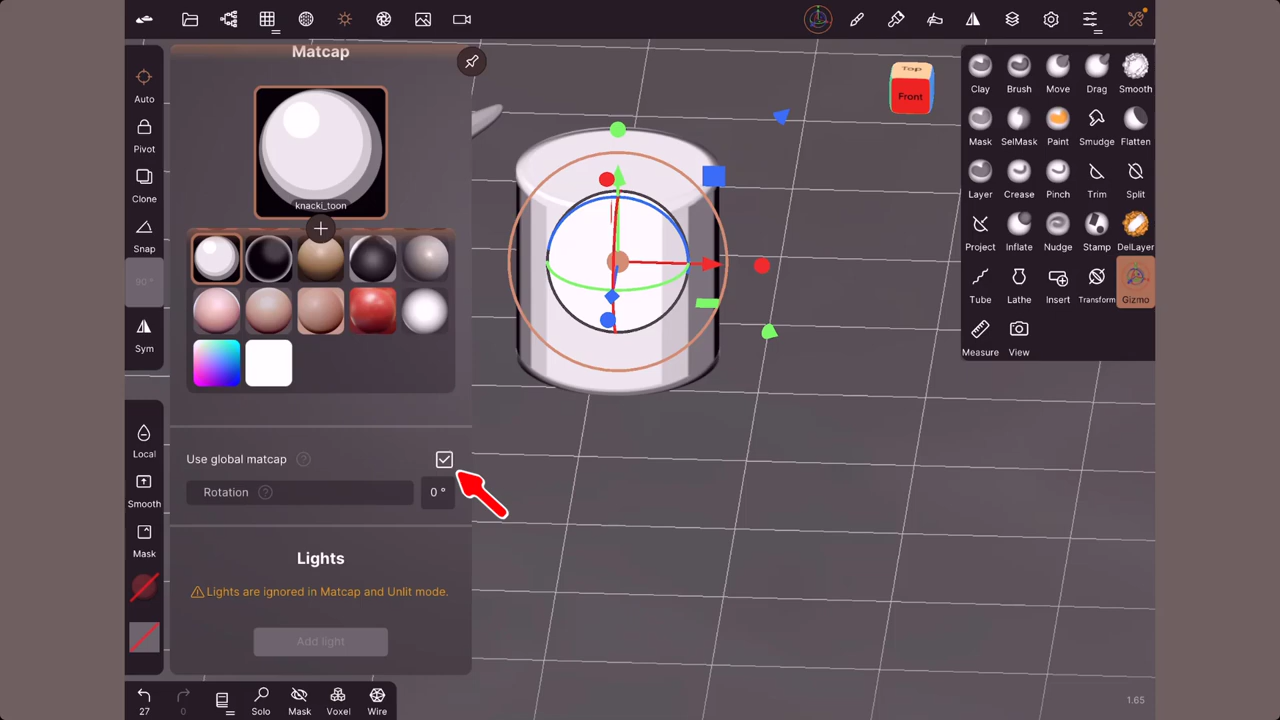 Matcap
knacki_toon
Use global matcap ?
Rotation ? 0 °
Lights
Lights are ignored in Matcap and Unlit mode.
Add light
Auto
Pivot
Clone
Snap
90°
Sym
Local
Smooth
Mask
27
0
Solo
Mask
Voxel
Wire
Top
Front
Clay Brush Move Drag Smooth
Mask SelMask Paint Smudge Flatten
Layer Crease Pinch Trim Split
Project Inflate Nudge Stamp DelLayer
Tube Lathe Insert Transform Gizmo
Measure View
1.65